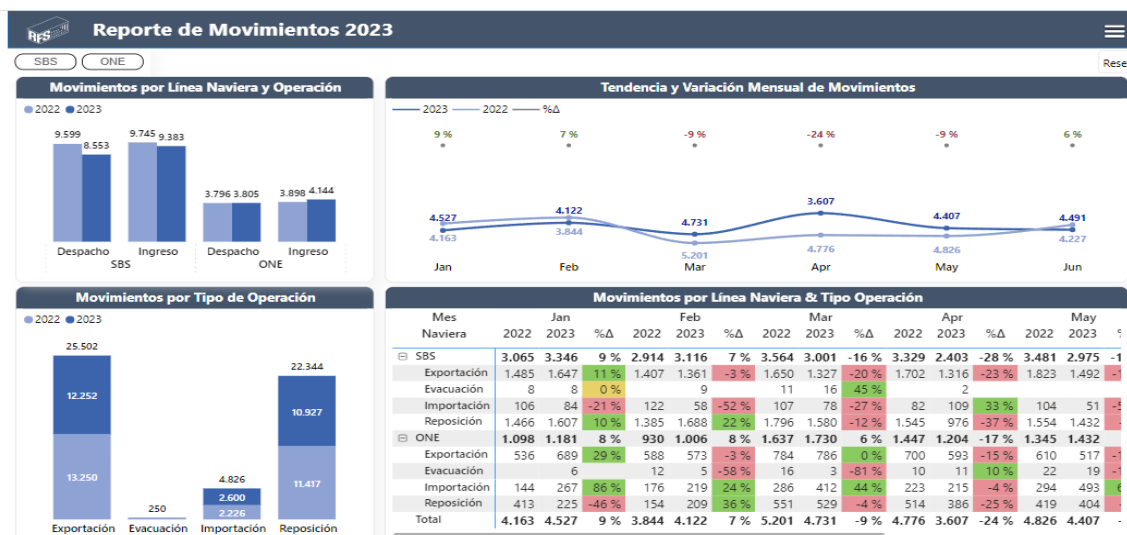 RFS Reporte de Movimientos 2023
SBS ONE
Rese
Movimientos por Línea Naviera y Operación
2022 2023
9.599 8.553 9.745 9.383 3.796 3.805 3.898 4.144
Despacho Ingreso Despacho Ingreso
SBS ONE
Tendencia y Variación Mensual de Movimientos
2023 2022 %Δ
9 % 7 % -9 % -24 % -9 % 6 %
4.527 4.122 4.731 3.607 4.407 4.491
4.163 3.844 5.201 4.776 4.826 4.227
Jan Feb Mar Apr May Jun
Movimientos por Tipo de Operación
2022 2023
25.502 250 4.826 22.344
12.252 2.600 10.927
13.250 2.226 11.417
Exportación Evacuación Importación Reposición
Movimientos por Línea Naviera & Tipo Operación
Mes Jan Feb Mar Apr May
Naviera 2022 2023 %Δ 2022 2023 %Δ 2022 2023 %Δ 2022 2023 %Δ 2022 2023
SBS 3.065 3.346 9 % 2.914 3.116 7 % 3.564 3.001 -16 % 3.329 2.403 -28 % 3.481 2.975 -1
Exportación 1.485 1.647 11 % 1.407 1.361 -3 % 1.650 1.327 -20 % 1.702 1.316 -23 % 1.823 1.492 -1
Evacuación 8 8 0 % 9 11 16 45 % 2
Importación 106 84 -21 % 122 58 -52 % 107 78 -27 % 82 109 33 % 104 51 -5
Reposición 1.466 1.607 10 % 1.385 1.688 22 % 1.796 1.580 -12 % 1.545 976 -37 % 1.554 1.432 -
ONE 1.098 1.181 8 % 930 1.006 8 % 1.637 1.730 6 % 1.447 1.204 -17 % 1.345 1.432
Exportación 536 689 29 % 588 573 -3 % 784 786 0 % 700 593 -15 % 610 517 -1
Evacuación 6 12 5 -58 % 16 3 -81 % 10 11 10 % 22 19 -1
Importación 144 267 86 % 176 219 24 % 286 412 44 % 223 215 -4 % 294 493 6
Reposición 413 225 -46 % 154 209 36 % 551 529 -4 % 514 386 -25 % 419 404 -
Total 4.163 4.527 9 % 3.844 4.122 7 % 5.201 4.731 -9 % 4.776 3.607 -24 % 4.826 4.407 -